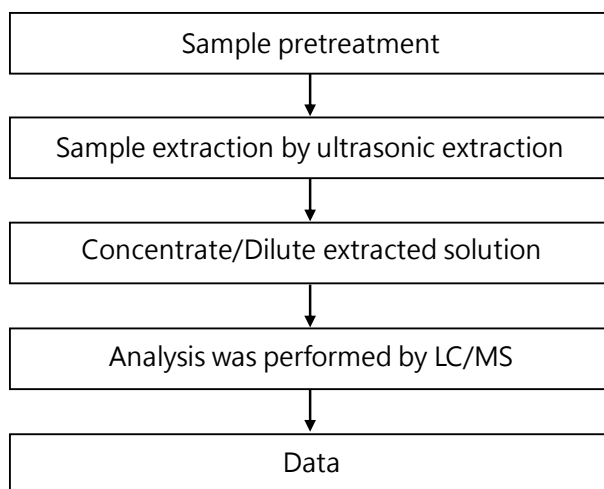 Sample pretreatment
Sample extraction by ultrasonic extraction
Concentrate/Dilute extracted solution
Analysis was performed by LC/MS
Data